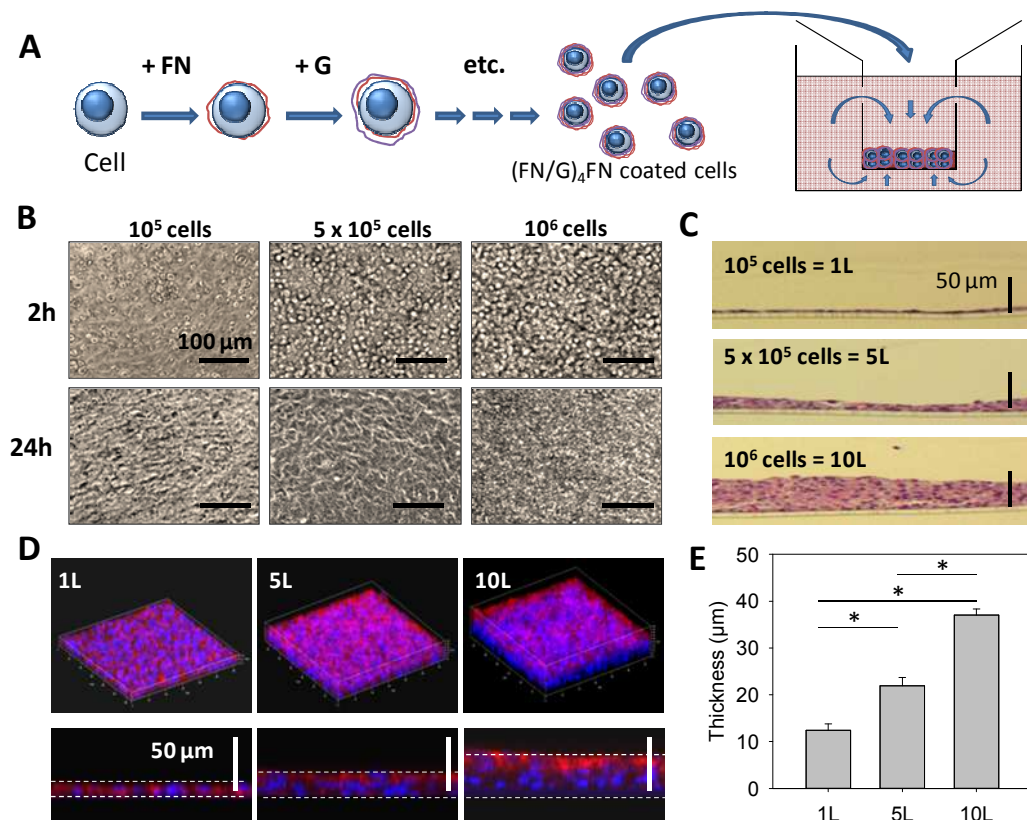 A
+ FN
+ G
etc.
Cell
(FN/G)₄FN coated cells
B
10⁵ cells
5 x 10⁵ cells
10⁶ cells
2h
100 µm
24h
C
10⁵ cells = 1L
50 µm
5 x 10⁵ cells = 5L
10⁶ cells = 10L
D
1L
5L
10L
50 µm
E
Thickness (µm)
50
40
30
20
10
0
*
*
*
1L
5L
10L